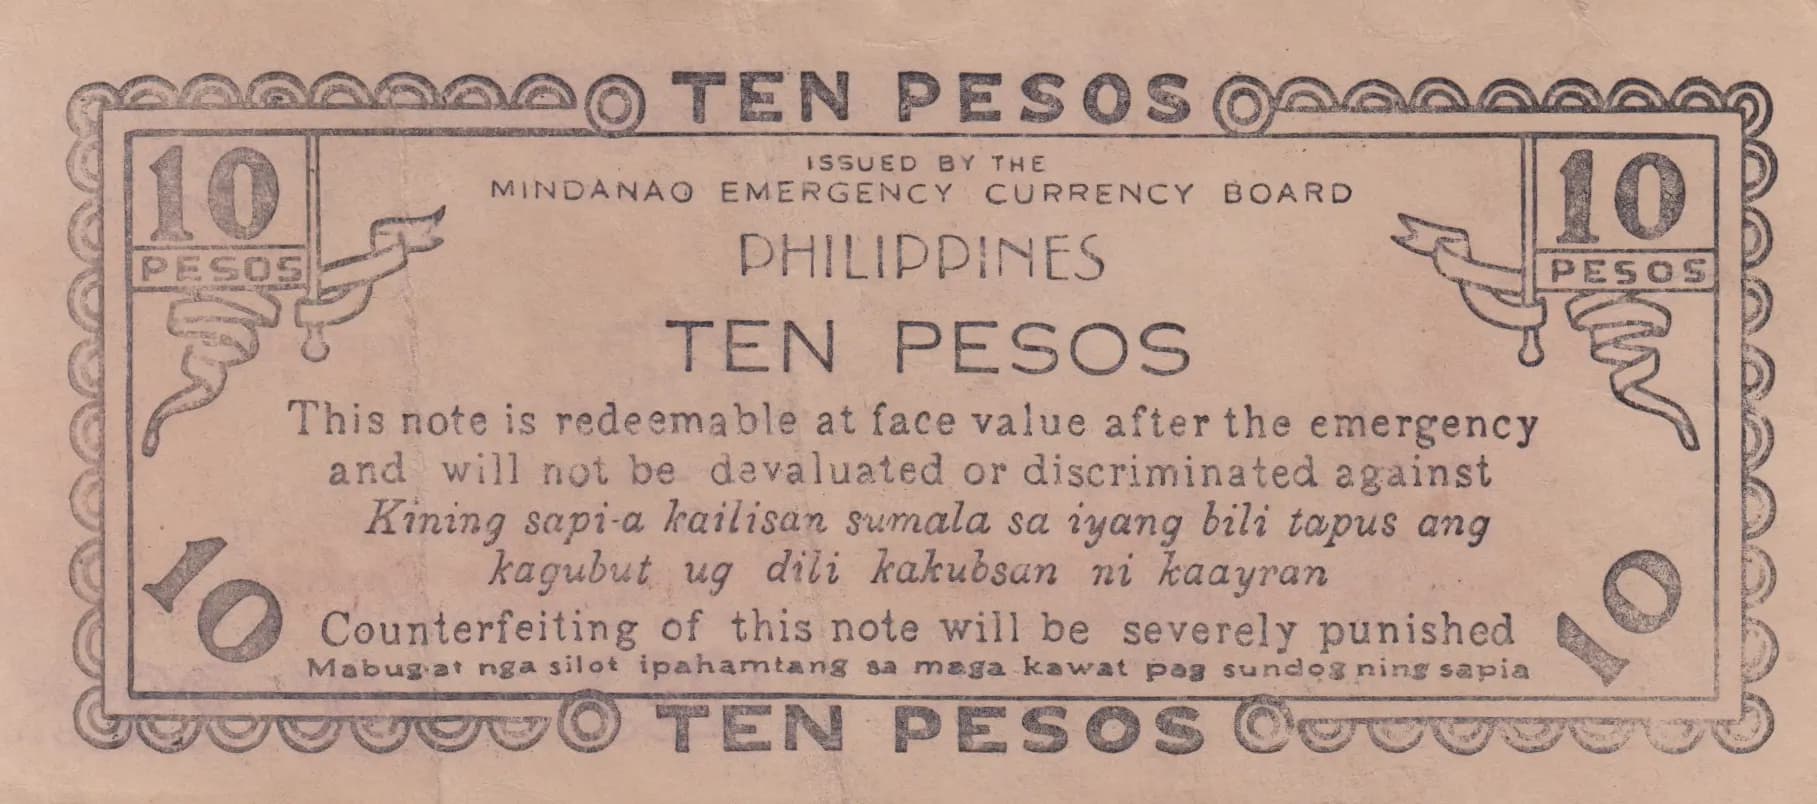 TEN PESOS
10
PESOS
10
PESOS
ISSUED BY THE
MINDANAO EMERGENCY CURRENCY BOARD
PHILIPPINES
TEN PESOS
This note is redeemable at face value after the emergency
and will not be devaluated or discriminated against
Kining sapi-a kailisan sumala sa iyang bili tapus ang
kagubut ug dili kakubsan ni kaayran
Counterfeiting of this note will be severely punished
Mabug-at nga silot ipahamtang sa maga kawat pag sundog ning sapia
10
10
TEN PESOS